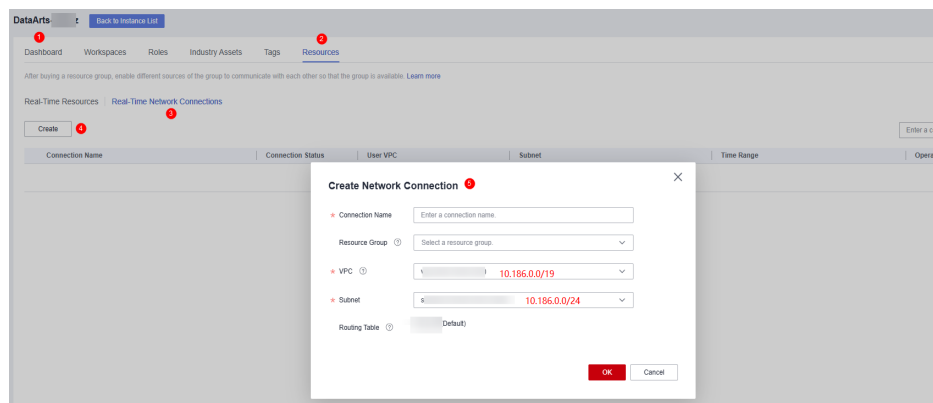 DataArts- z Back to Instance List
1 2
Dashboard Workspaces Roles Industry Assets Tags Resources
After buying a resource group, enable different sources of the group to communicate with each other so that the group is available. Learn more
Real-Time Resources Real-Time Network Connections
3
Create 4 Enter a c
Connection Name Connection Status User VPC Subnet Time Range Opera
Create Network Connection 5
* Connection Name Enter a connection name.
Resource Group ? Select a resource group.
* VPC ? 10.186.0.0/19
* Subnet s 10.186.0.0/24
Routing Table ? Default)
OK Cancel